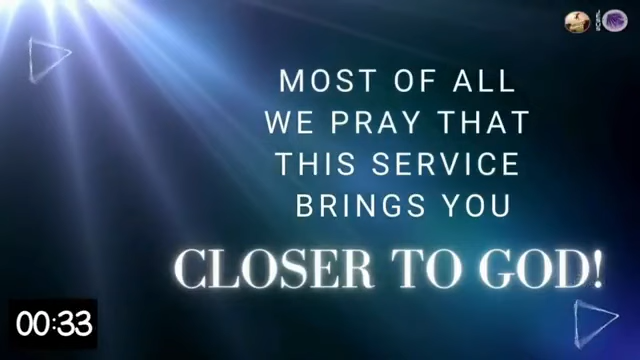 MOST OF ALL
WE PRAY THAT
THIS SERVICE
BRINGS YOU
CLOSER TO GOD!
00:33